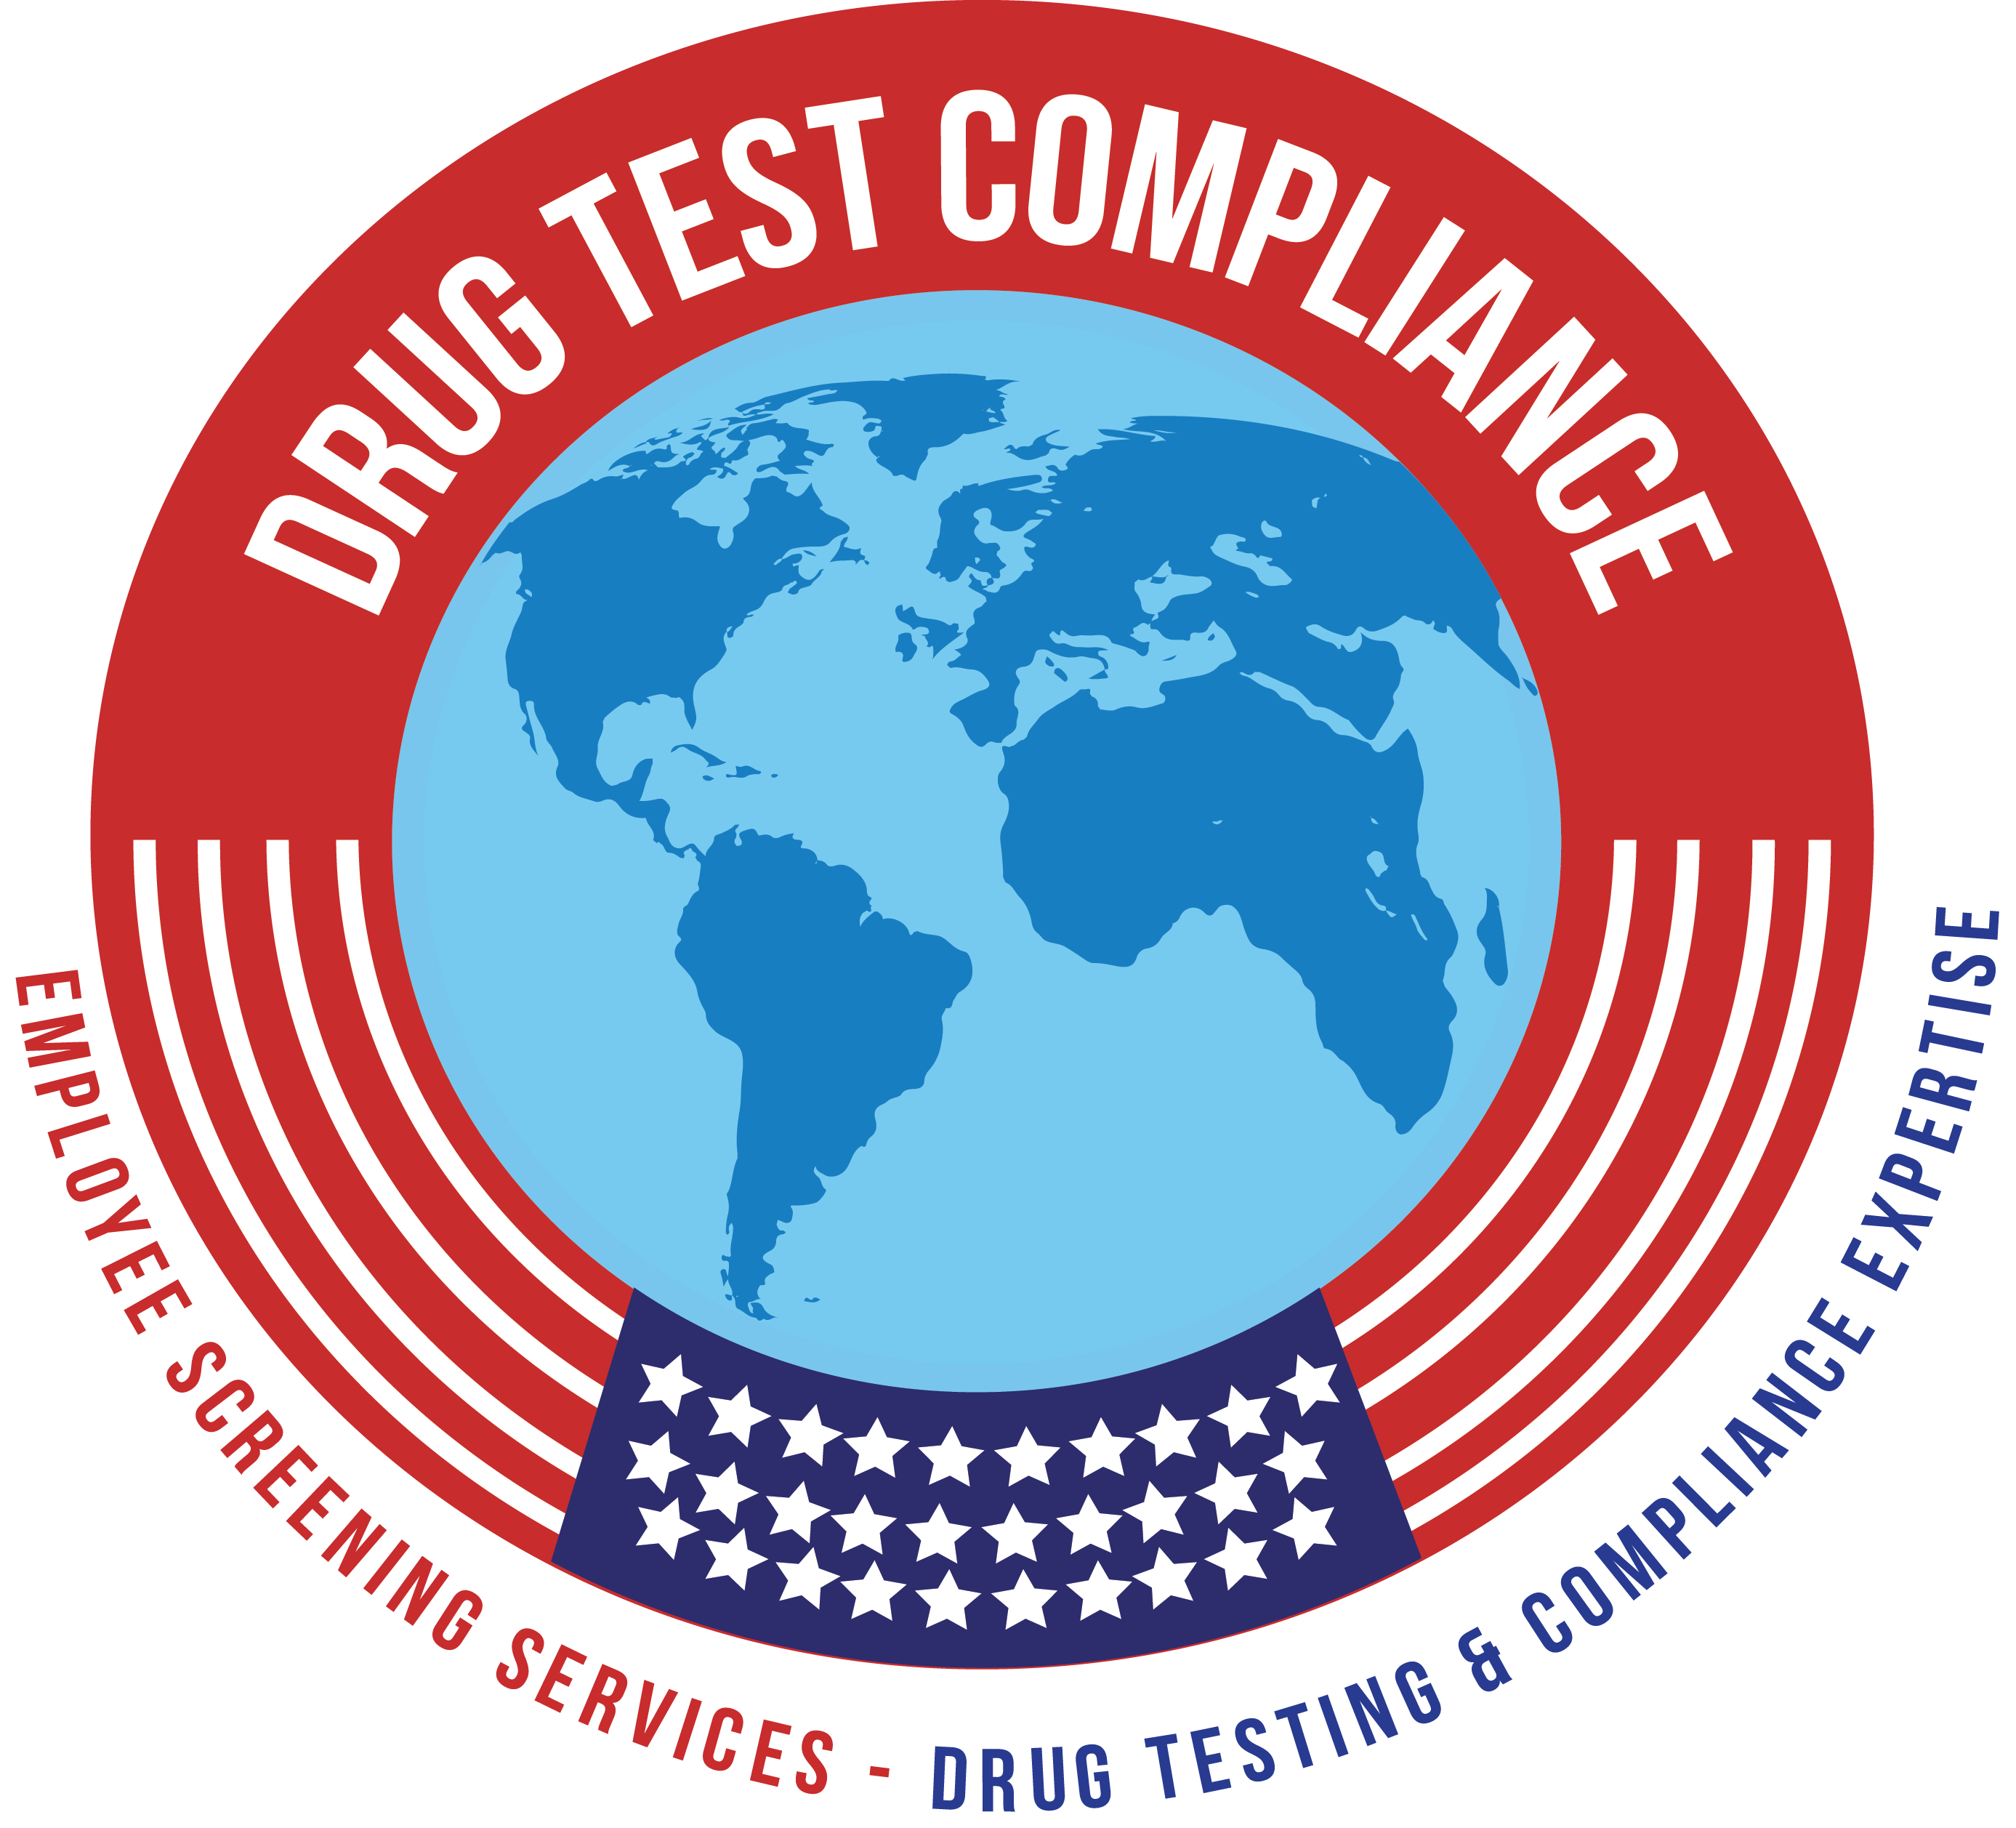 DRUG TEST COMPLIANCE
EMPLOYEE SCREENING SERVICES - DRUG TESTING & COMPLIANCE EXPERTISE